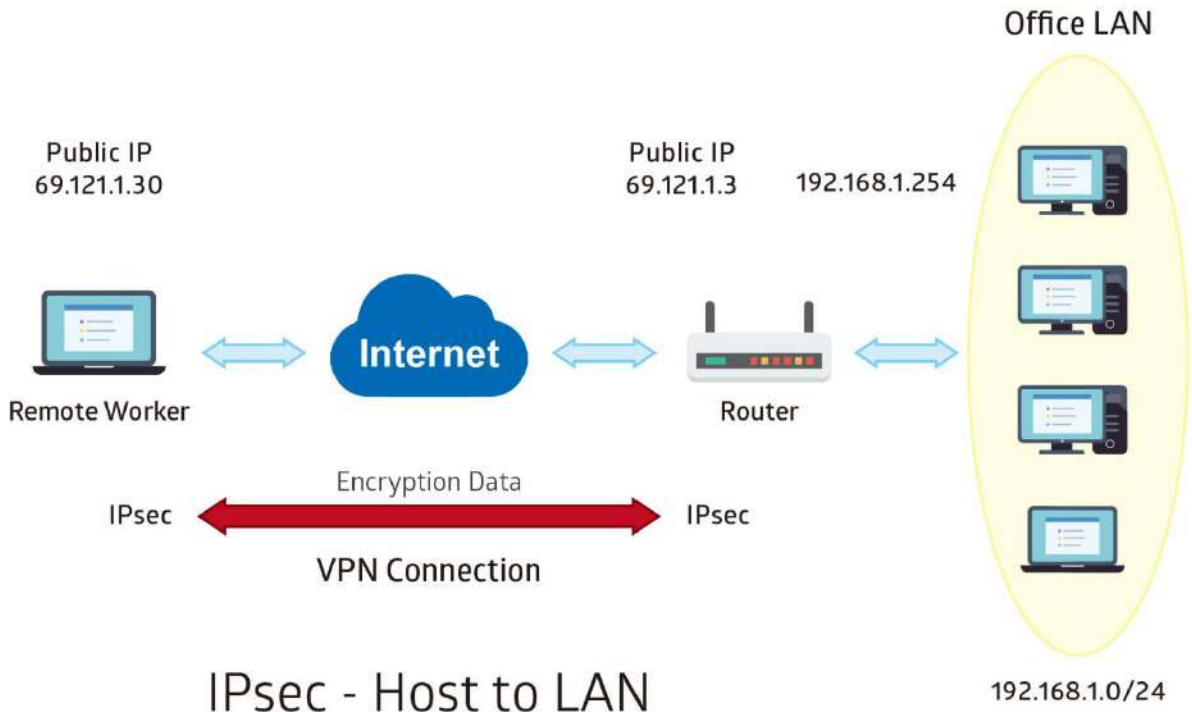 Office LAN
Public IP
69.121.1.30
Public IP
69.121.1.3
192.168.1.254
Internet
Remote Worker
Router
Encryption Data
IPsec
IPsec
VPN Connection
IPsec - Host to LAN
192.168.1.0/24